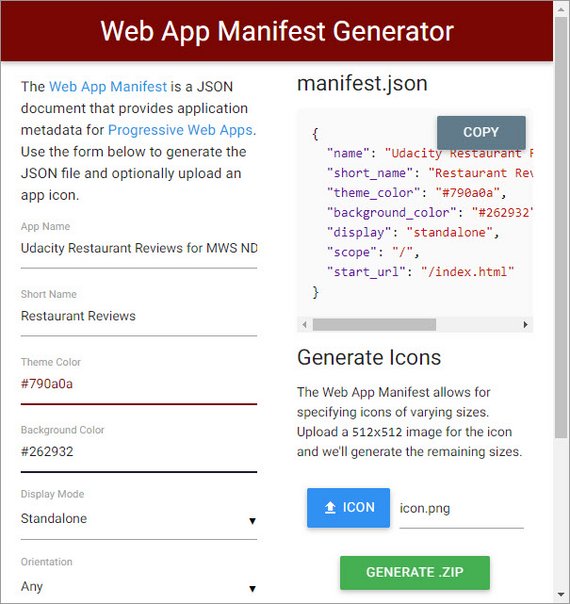 Web App Manifest Generator
The Web App Manifest is a JSON
document that provides application
metadata for Progressive Web Apps.
Use the form below to generate the
JSON file and optionally upload an
app icon.
App Name
Udacity Restaurant Reviews for MWS ND
Short Name
Restaurant Reviews
Theme Color
#790a0a
Background Color
#262932
Display Mode
Standalone
Orientation
Any
manifest.json
COPY
{
"name": "Udacity Restaurant
"short_name": "Restaurant Rev
"theme_color": "#790a0a",
"background_color": "#262932"
"display": "standalone",
"scope": "/",
"start_url": "/index.html"
}
Generate Icons
The Web App Manifest allows for
specifying icons of varying sizes.
Upload a 512x512 image for the icon
and we'll generate the remaining sizes.
ICON
icon.png
GENERATE .ZIP